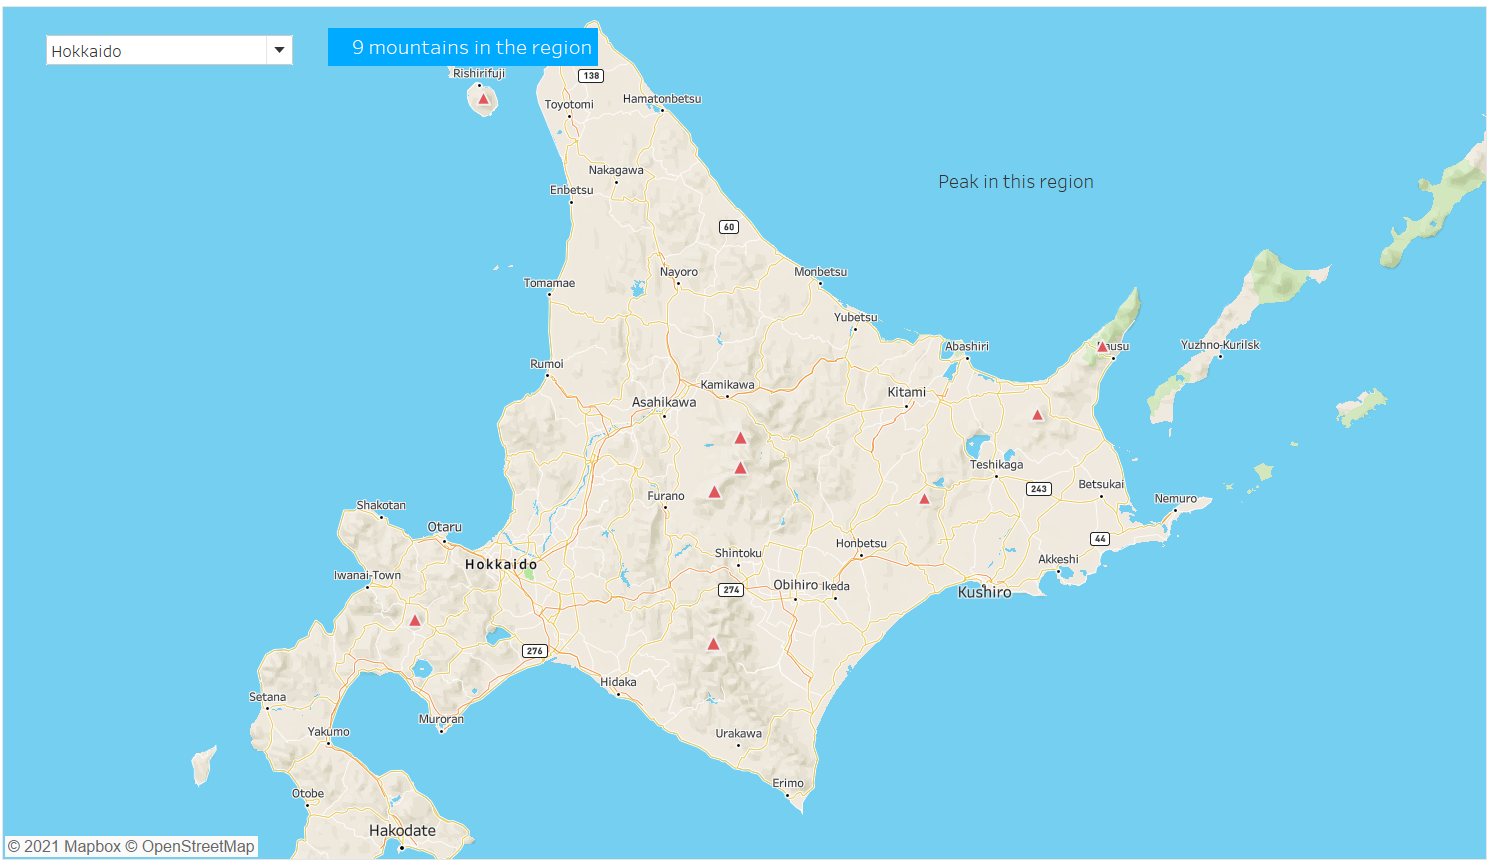 Hokkaido
9 mountains in the region
Rishirifuji
138
Toyotomi
Hamatonbetsu
Nakagawa
Peak in this region
Enbetsu
60
Nayoro
Monbetsu
Tomamae
Yubetsu
Abashiri
Yuzhno-Kurilsk
Rumoi
Kamikawa
Kitami
Asahikawa
Teshikaga
Betsukai
243
Furano
Nemuro
Shakotan
Otaru
44
Honbetsu
Shintoku
Akkeshi
Hokkaido
Iwanai-Town
274
Obihiro
Ikeda
Kushiro
276
Hidaka
Setana
Muroran
Yakumo
Urakawa
Erimo
Otobe
Hakodate
© 2021 Mapbox © OpenStreetMap